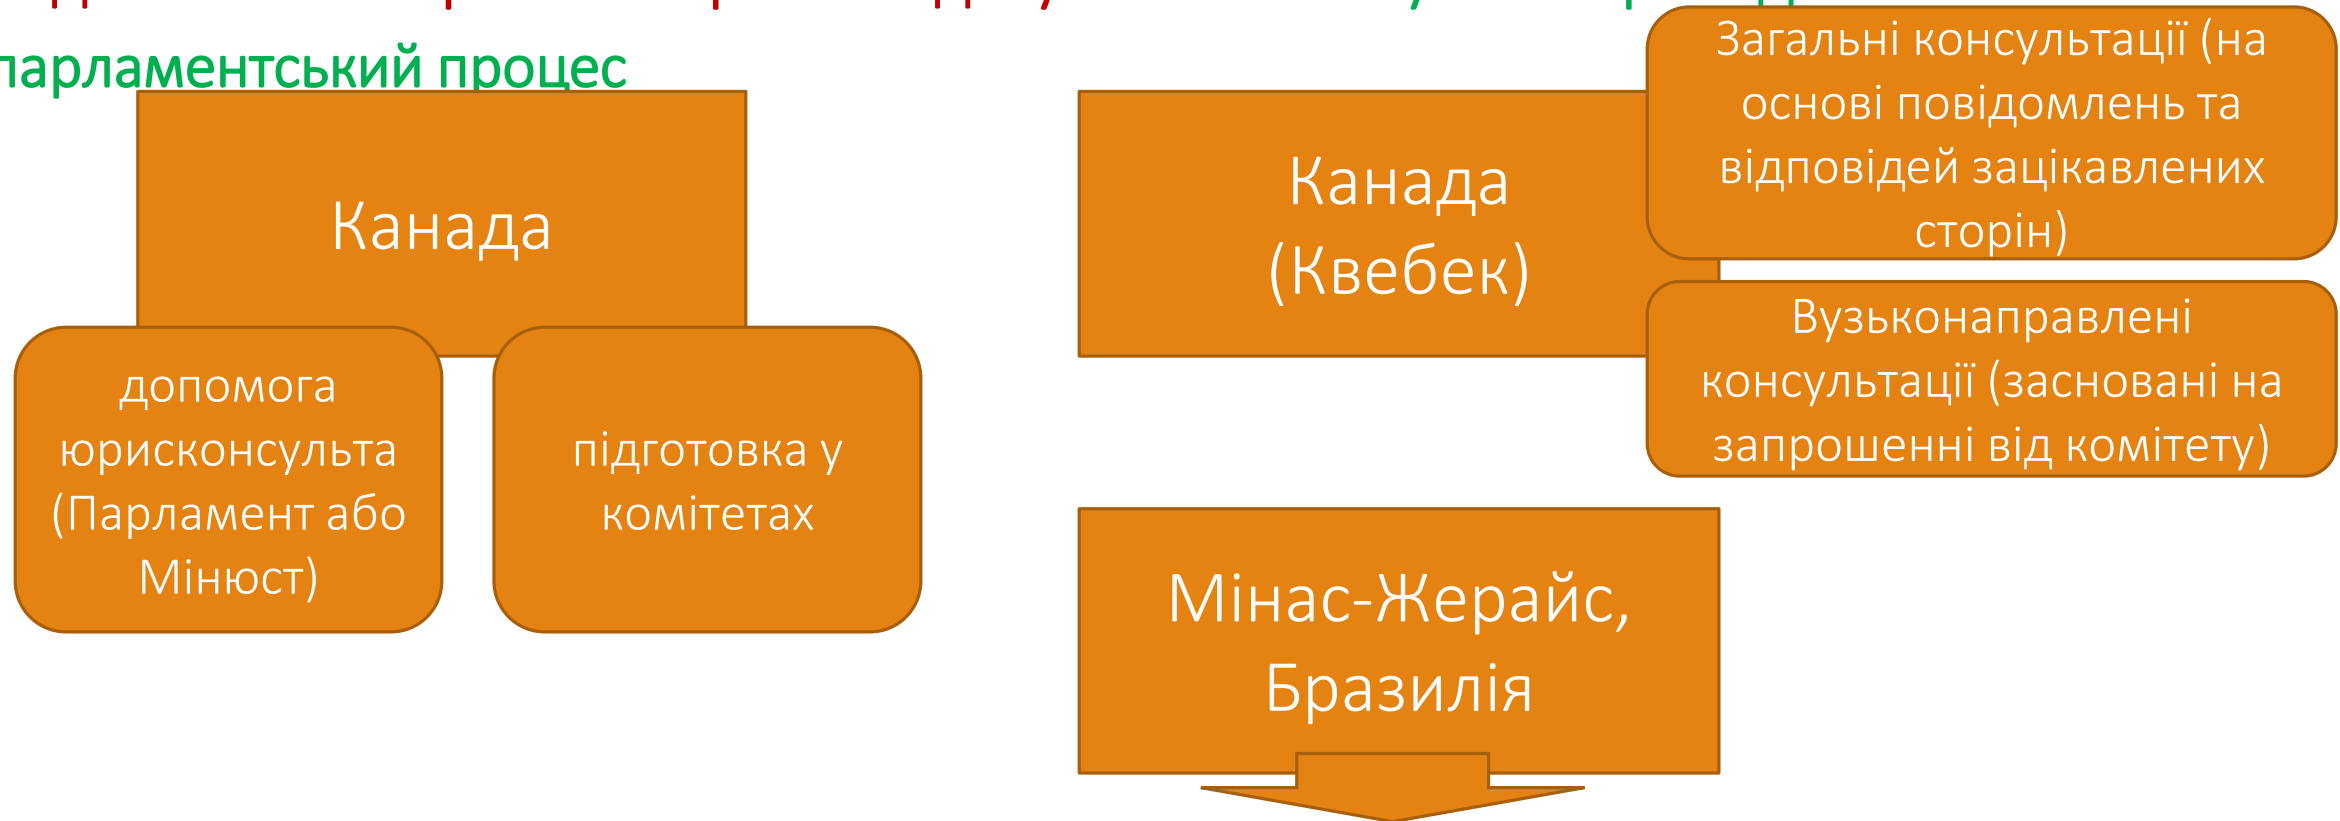 парламентський процес
Канада
допомога
юрисконсульта
(Парламент або
Мінюст)
підготовка у
комітетах
Канада
(Квебек)
Загальні консультації (на
основі повідомлень та
відповідей зацікавлених
сторін)
Вузьконаправлені
консультації (засновані на
запрошенні від комітету)
Мінас-Жерайс,
Бразилія